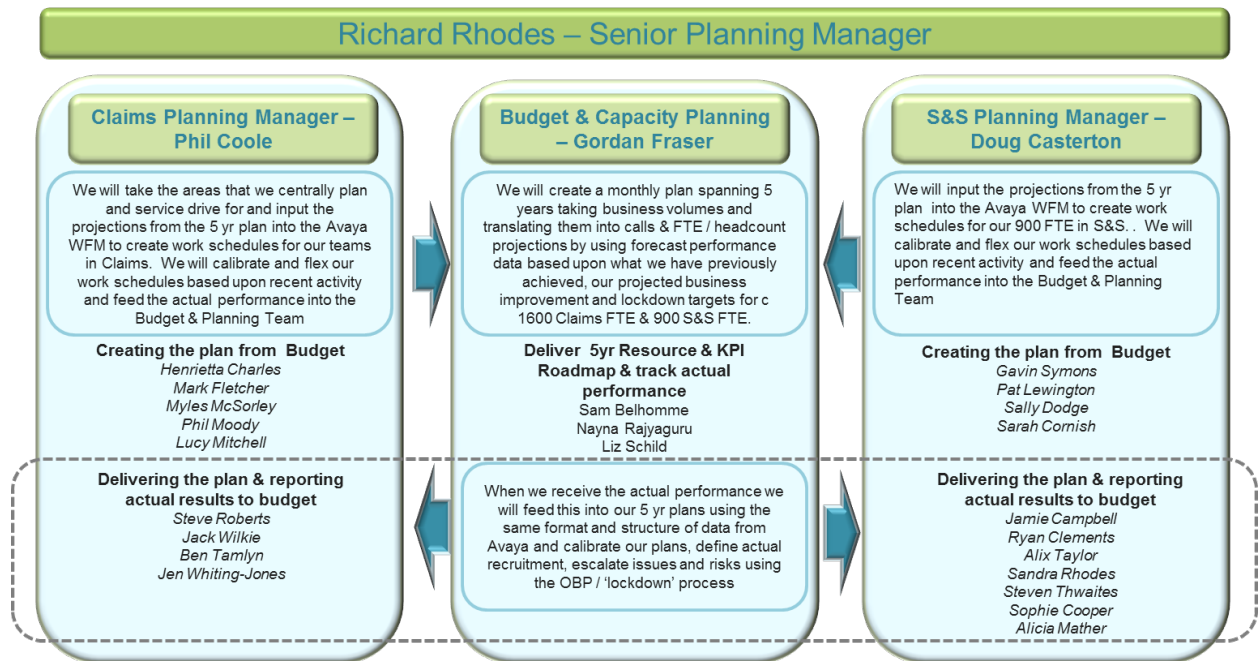 Richard Rhodes – Senior Planning Manager
Claims Planning Manager –
Phil Coole
We will take the areas that we centrally plan
and service drive for and input the
projections from the 5 yr plan into the Avaya
WFM to create work schedules for our teams
in Claims.  We will calibrate and flex our
work schedules based upon recent activity
and feed the actual performance into the
Budget & Planning Team
Creating the plan from  Budget
Henrietta Charles
Mark Fletcher
Myles McSorley
Phil Moody
Lucy Mitchell
Delivering the plan & reporting
actual results to budget
Steve Roberts
Jack Wilkie
Ben Tamlyn
Jen Whiting-Jones
Budget & Capacity Planning
– Gordan Fraser
We will create a monthly plan spanning 5
years taking business volumes and
translating them into calls & FTE / headcount
projections by using forecast performance
data based upon what we have previously
achieved, our projected business
improvement and lockdown targets for c
1600 Claims FTE & 900 S&S FTE.
Deliver  5yr Resource & KPI
Roadmap & track actual
performance
Sam Belhomme
Nayna Rajyaguru
Liz Schild
When we receive the actual performance we
will feed this into our 5 yr plans using the
same format and structure of data from
Avaya and calibrate our plans, define actual
recruitment, escalate issues and risks using
the OBP / ‘lockdown’ process
S&S Planning Manager –
Doug Casterton
We will input the projections from the 5 yr
plan  into the Avaya WFM to create work
schedules for our 900 FTE in S&S. .  We will
calibrate and flex our work schedules based
upon recent activity and feed the actual
performance into the Budget & Planning
Team
Creating the plan from  Budget
Gavin Symons
Pat Lewington
Sally Dodge
Sarah Cornish
Delivering the plan & reporting
actual results to budget
Jamie Campbell
Ryan Clements
Alix Taylor
Sandra Rhodes
Steven Thwaites
Sophie Cooper
Alicia Mather